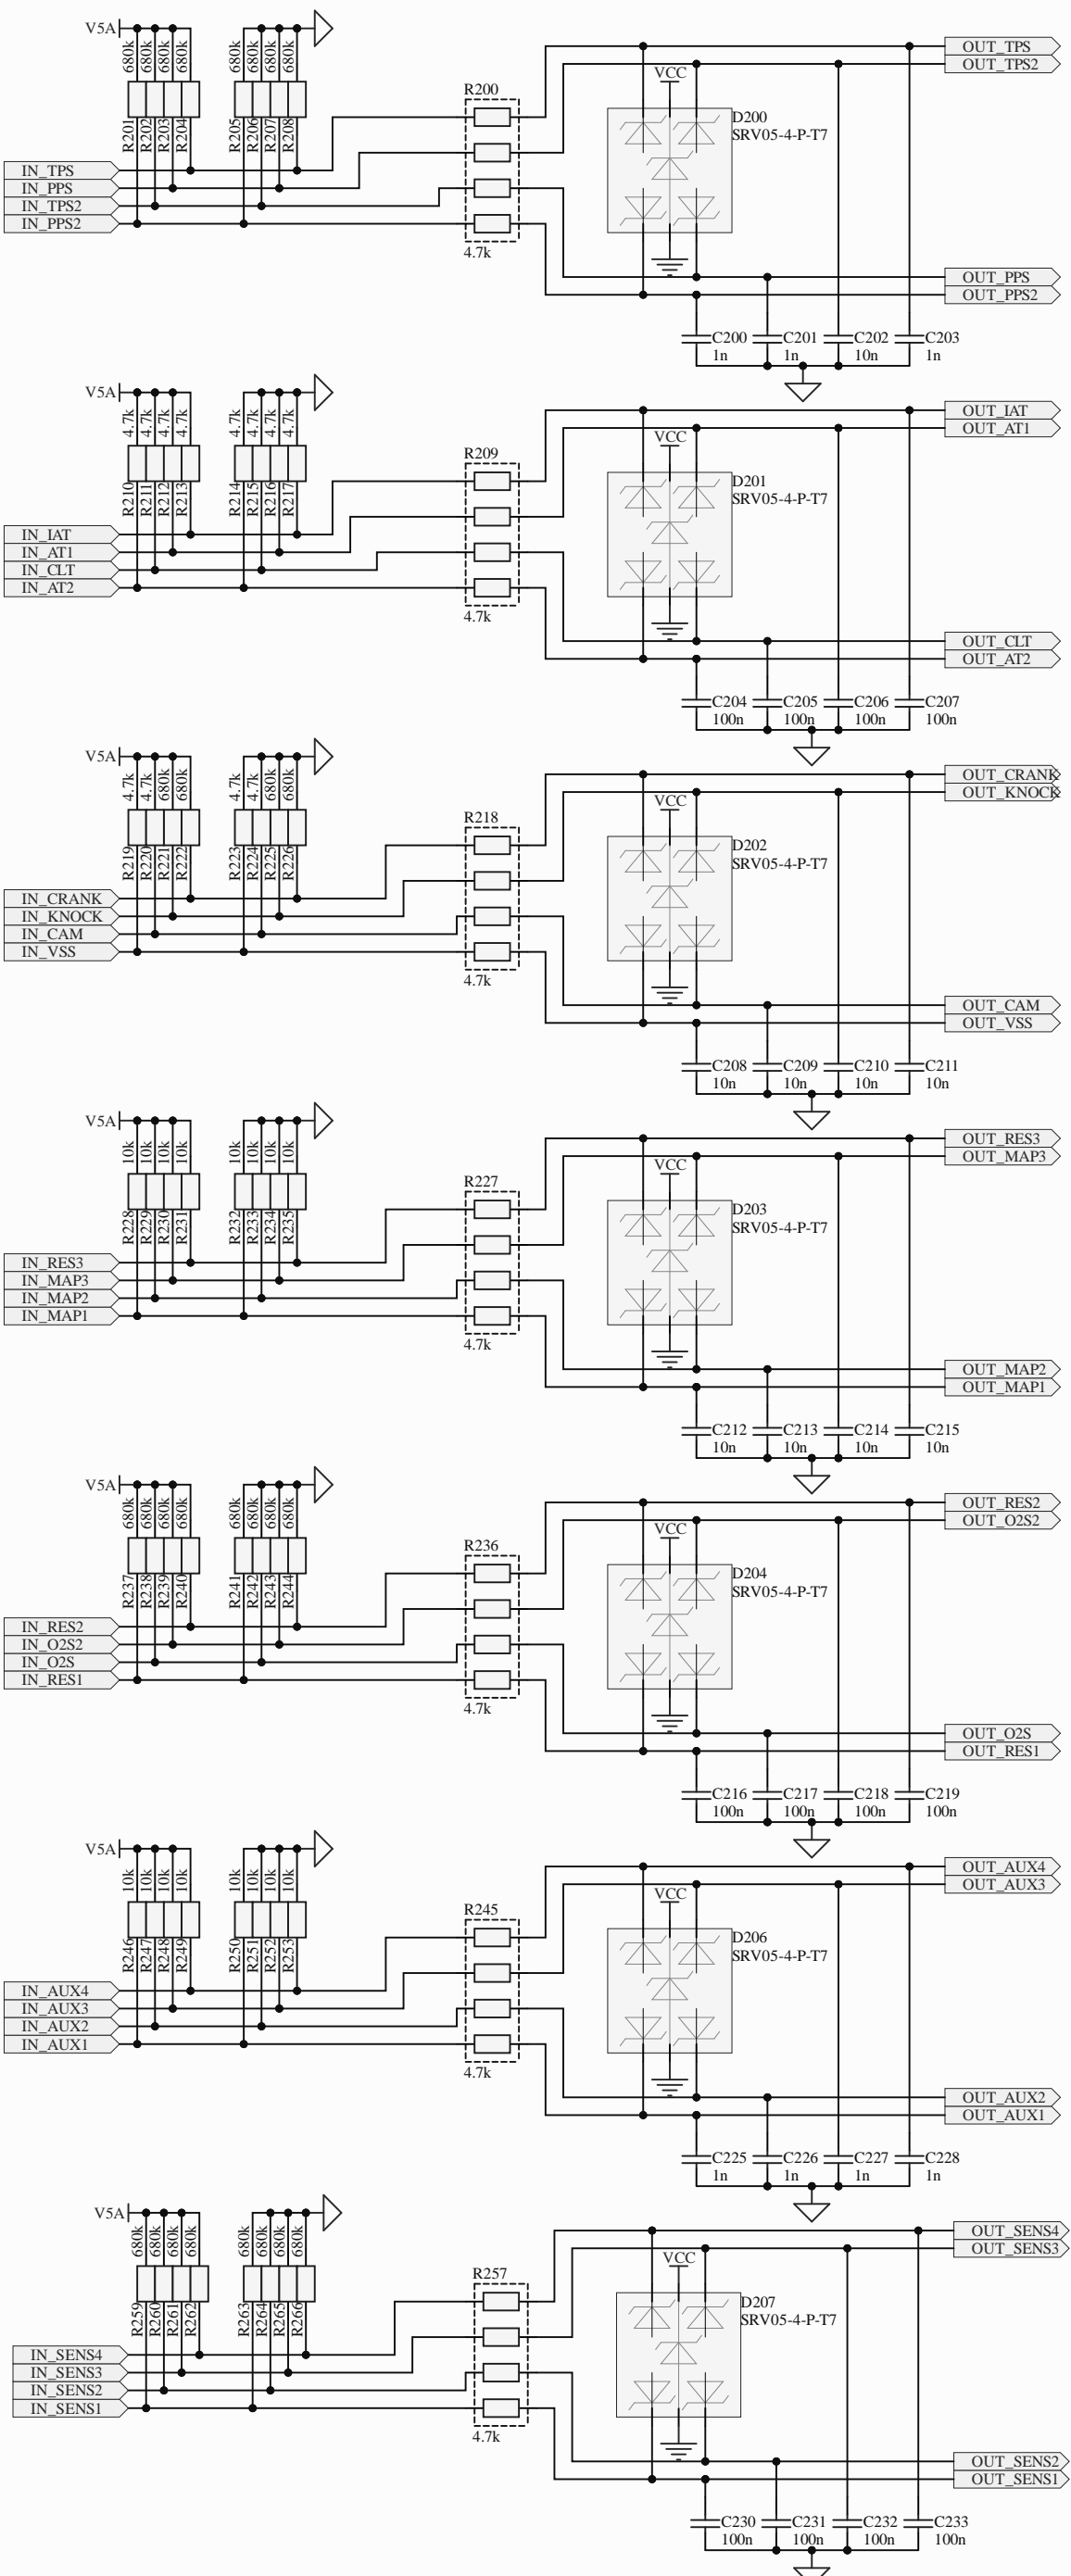 V5A
680k
680k
680k
680k
680k
680k
680k
680k
R201
R202
R203
R204
R205
R206
R207
R208
IN_TPS
IN_PPS
IN_TPS2
IN_PPS2
R200
4.7k
VCC
D200
SRV05-4-P-T7
OUT_TPS
OUT_TPS2
OUT_PPS
OUT_PPS2
C200
1n
C201
1n
C202
10n
C203
1n
V5A
4.7k
4.7k
4.7k
4.7k
4.7k
4.7k
4.7k
4.7k
R210
R211
R212
R213
R214
R215
R216
R217
IN_IAT
IN_AT1
IN_CLT
IN_AT2
R209
4.7k
VCC
D201
SRV05-4-P-T7
OUT_IAT
OUT_AT1
OUT_CLT
OUT_AT2
C204
100n
C205
100n
C206
100n
C207
100n
V5A
4.7k
4.7k
680k
680k
4.7k
4.7k
680k
680k
R219
R220
R221
R222
R223
R224
R225
R226
IN_CRANK
IN_KNOCK
IN_CAM
IN_VSS
R218
4.7k
VCC
D202
SRV05-4-P-T7
OUT_CRANK
OUT_KNOCK
OUT_CAM
OUT_VSS
C208
10n
C209
10n
C210
10n
C211
10n
V5A
10k
10k
10k
10k
10k
10k
10k
10k
R228
R229
R230
R231
R232
R233
R234
R235
IN_RES3
IN_MAP3
IN_MAP2
IN_MAP1
R227
4.7k
VCC
D203
SRV05-4-P-T7
OUT_RES3
OUT_MAP3
OUT_MAP2
OUT_MAP1
C212
10n
C213
10n
C214
10n
C215
10n
V5A
680k
680k
680k
680k
680k
680k
680k
680k
R237
R238
R239
R240
R241
R242
R243
R244
IN_RES2
IN_O2S2
IN_O2S
IN_RES1
R236
4.7k
VCC
D204
SRV05-4-P-T7
OUT_RES2
OUT_O2S2
OUT_O2S
OUT_RES1
C216
100n
C217
100n
C218
100n
C219
100n
V5A
10k
10k
10k
10k
10k
10k
10k
10k
R246
R247
R248
R249
R250
R251
R252
R253
IN_AUX4
IN_AUX3
IN_AUX2
IN_AUX1
R245
4.7k
VCC
D206
SRV05-4-P-T7
OUT_AUX4
OUT_AUX3
OUT_AUX2
OUT_AUX1
C225
1n
C226
1n
C227
1n
C228
1n
V5A
680k
680k
680k
680k
680k
680k
680k
680k
R259
R260
R261
R262
R263
R264
R265
R266
IN_SENS4
IN_SENS3
IN_SENS2
IN_SENS1
R257
4.7k
VCC
D207
SRV05-4-P-T7
OUT_SENS4
OUT_SENS3
OUT_SENS2
OUT_SENS1
C230
100n
C231
100n
C232
100n
C233
100n